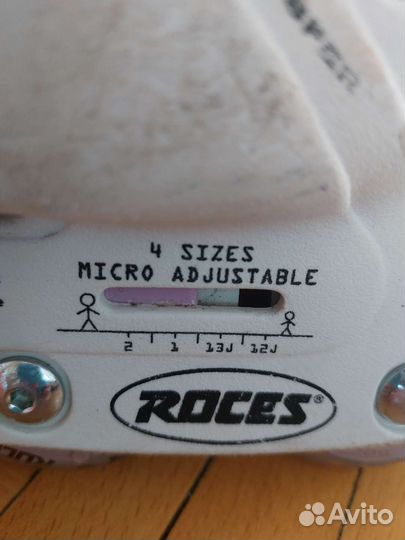 4 SIZES
MICRO ADJUSTABLE
2 1 13J 12J
ROCES®
Avito